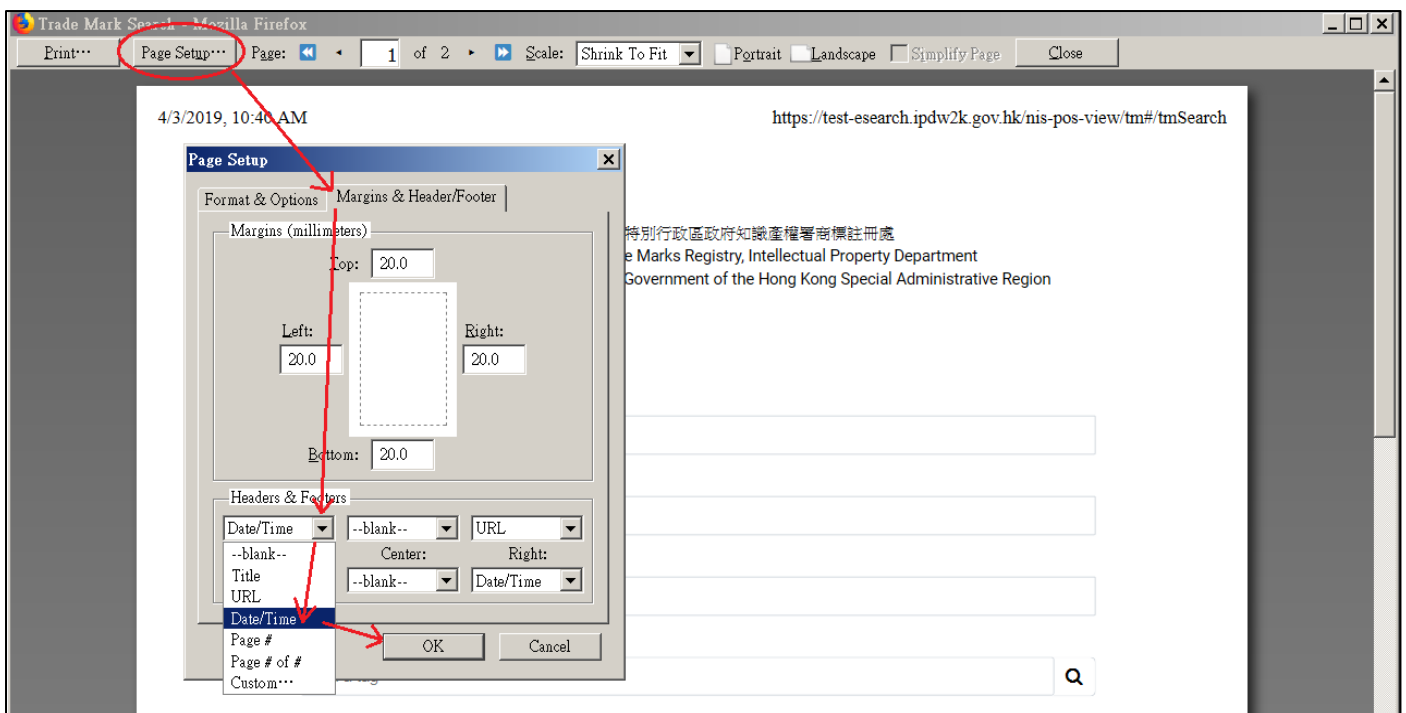 Trade Mark Search - Mozilla Firefox
Print··· Page Setup··· Page: 1 of 2 Scale: Shrink To Fit Portrait Landscape Simplify Page Close
4/3/2019, 10:40 AM https://test-esearch.ipdw2k.gov.hk/nis-pos-view/tm#/tmSearch
Page Setup
Format & Options Margins & Header/Footer
Margins (millimeters)
Top: 20.0
Left: Right:
20.0 20.0
Bottom: 20.0
Headers & Footers
Date/Time --blank-- URL
Center: Right:
--blank-- Date/Time
--blank--
Title
URL
Date/Time
Page #
Page # of #
Custom···
OK Cancel
特別行政區政府知識產權署商標註冊處
e Marks Registry, Intellectual Property Department
Government of the Hong Kong Special Administrative Region